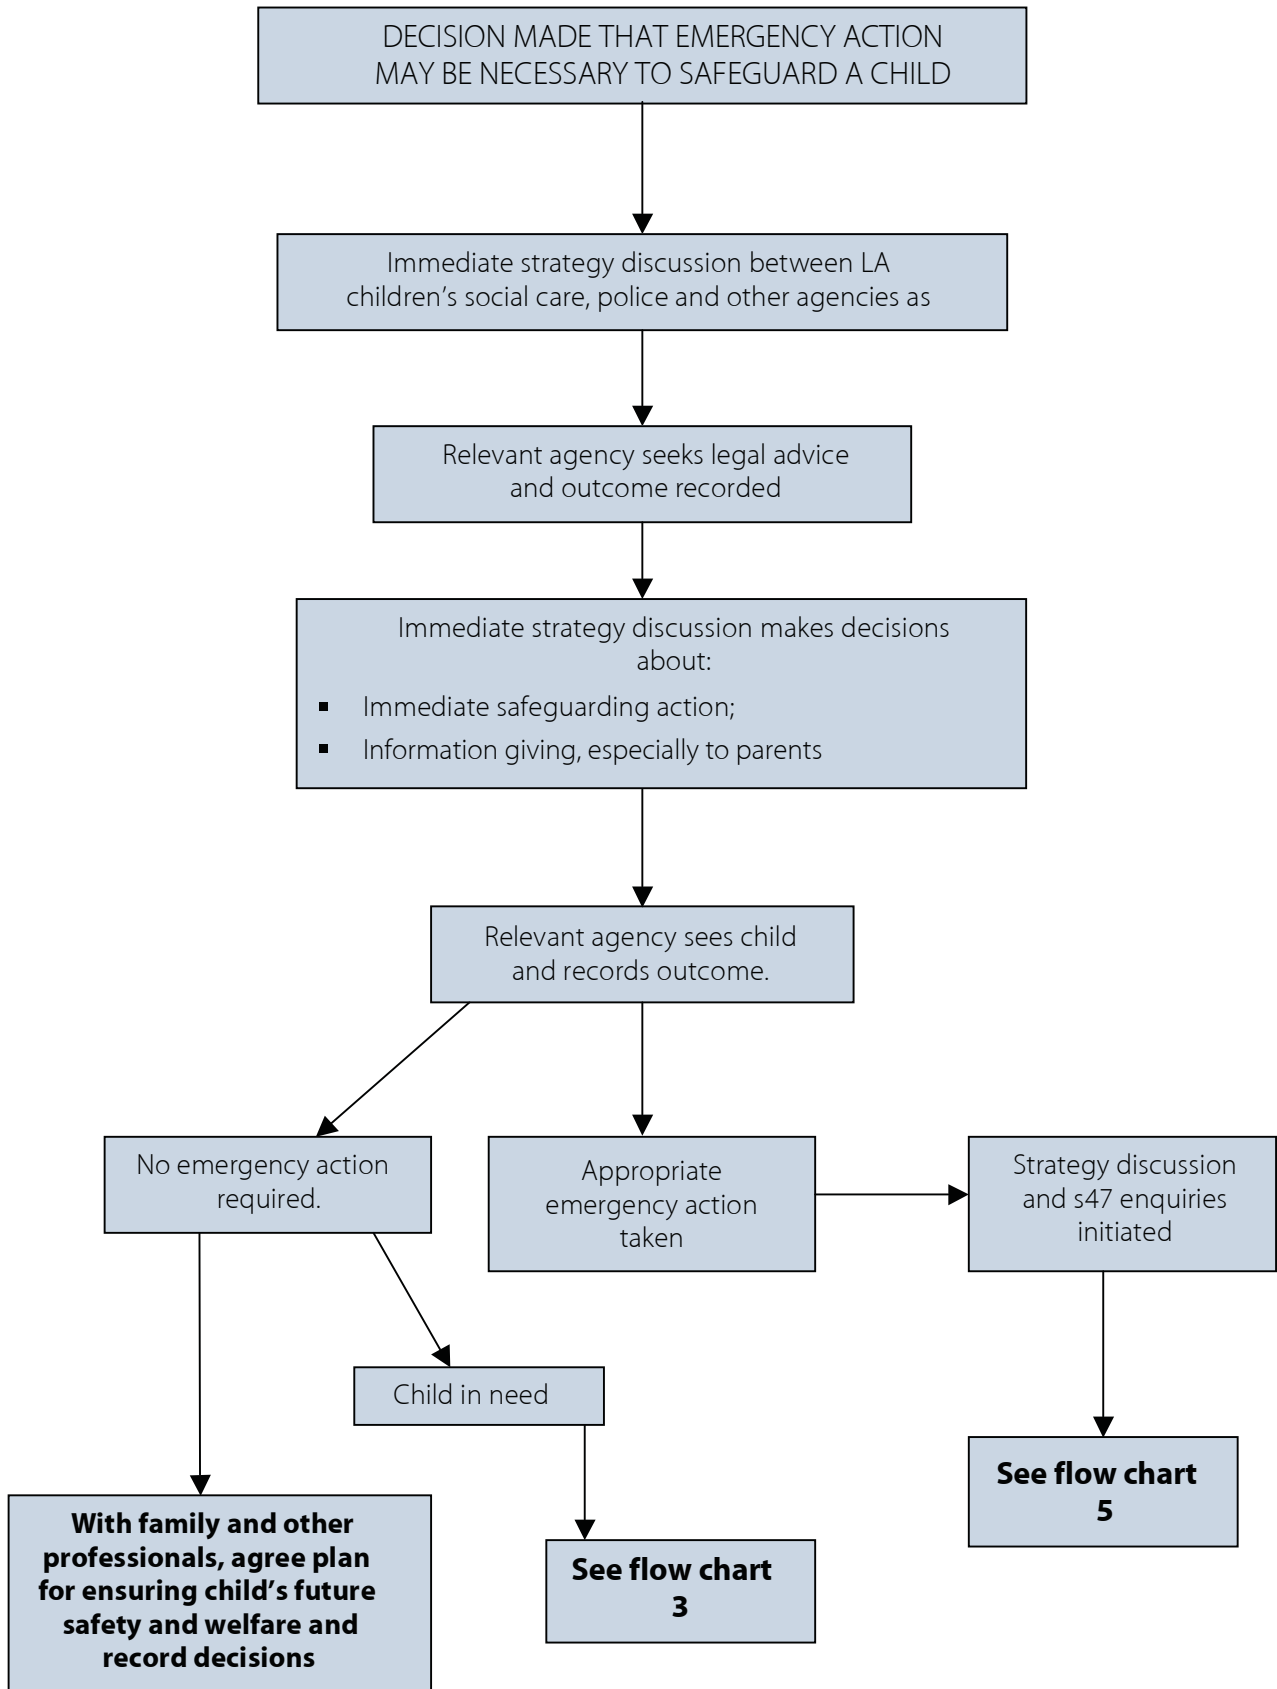 DECISION MADE THAT EMERGENCY ACTION
MAY BE NECESSARY TO SAFEGUARD A CHILD
Immediate strategy discussion between LA
children’s social care, police and other agencies as
Relevant agency seeks legal advice
and outcome recorded
Immediate strategy discussion makes decisions
about:
▪ Immediate safeguarding action;
▪ Information giving, especially to parents
Relevant agency sees child
and records outcome.
No emergency action
required.
Appropriate
emergency action
taken
Strategy discussion
and s47 enquiries
initiated
Child in need
See flow chart
5
With family and other
professionals, agree plan
for ensuring child’s future
safety and welfare and
record decisions
See flow chart
3